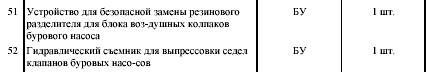 51 Устройство для безопасной замены резинового БУ 1 шт.
разделителя для блока воз-душных колпаков
бурового насоса
52 Гидравлический съемник для выпрессовки седел БУ 1 шт.
клапанов буровых насо-сов